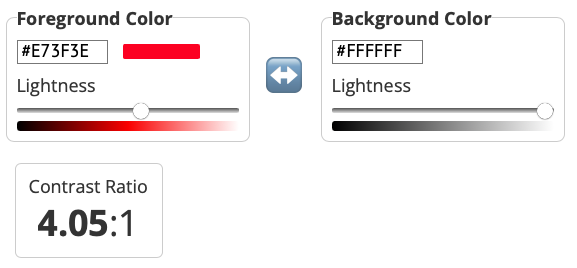 Foreground Color
#E73F3E
Lightness
Background Color
#FFFFFF
Lightness
Contrast Ratio
4.05:1